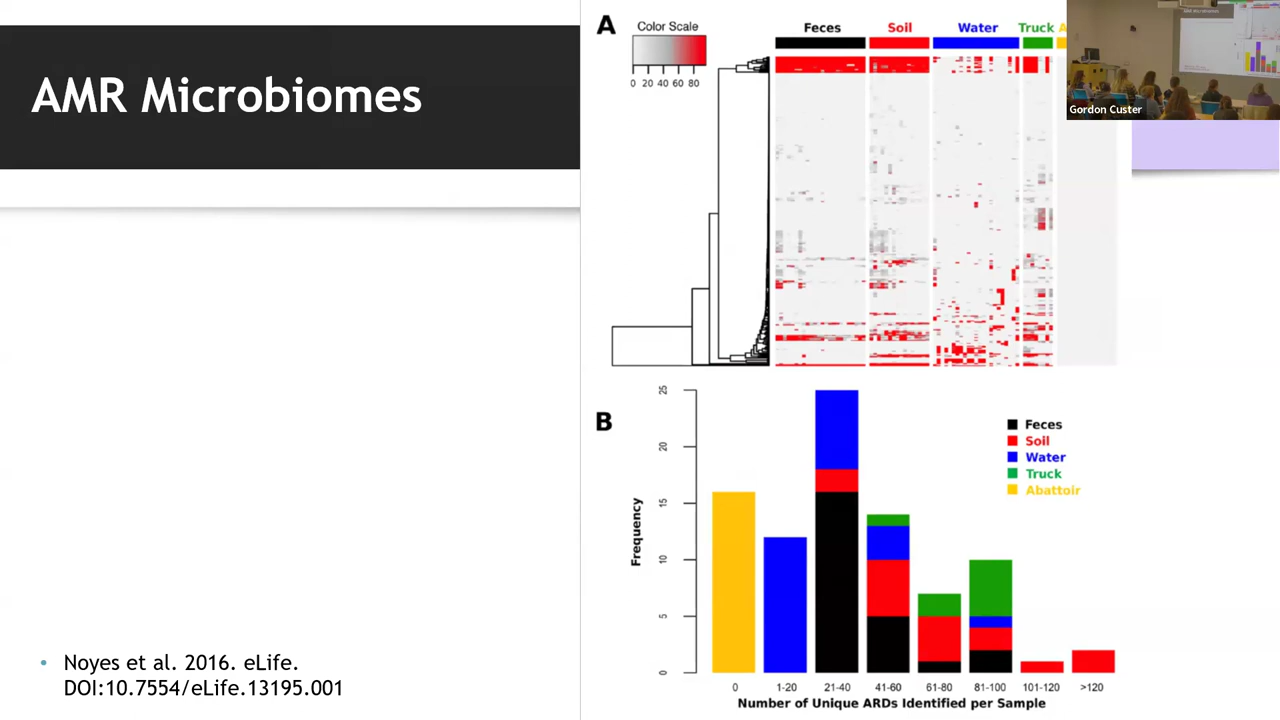 AMR Microbiomes
• Noyes et al. 2016. eLife.
DOI:10.7554/eLife.13195.001
A
Color Scale
0 20 40 60 80
Feces Soil Water Truck A
Gordon Custer
B
Frequency
0 5 10 15 20 25
Feces
Soil
Water
Truck
Abattoir
0 1-20 21-40 41-60 61-80 81-100 101-120 >120
Number of Unique ARDs Identified per Sample